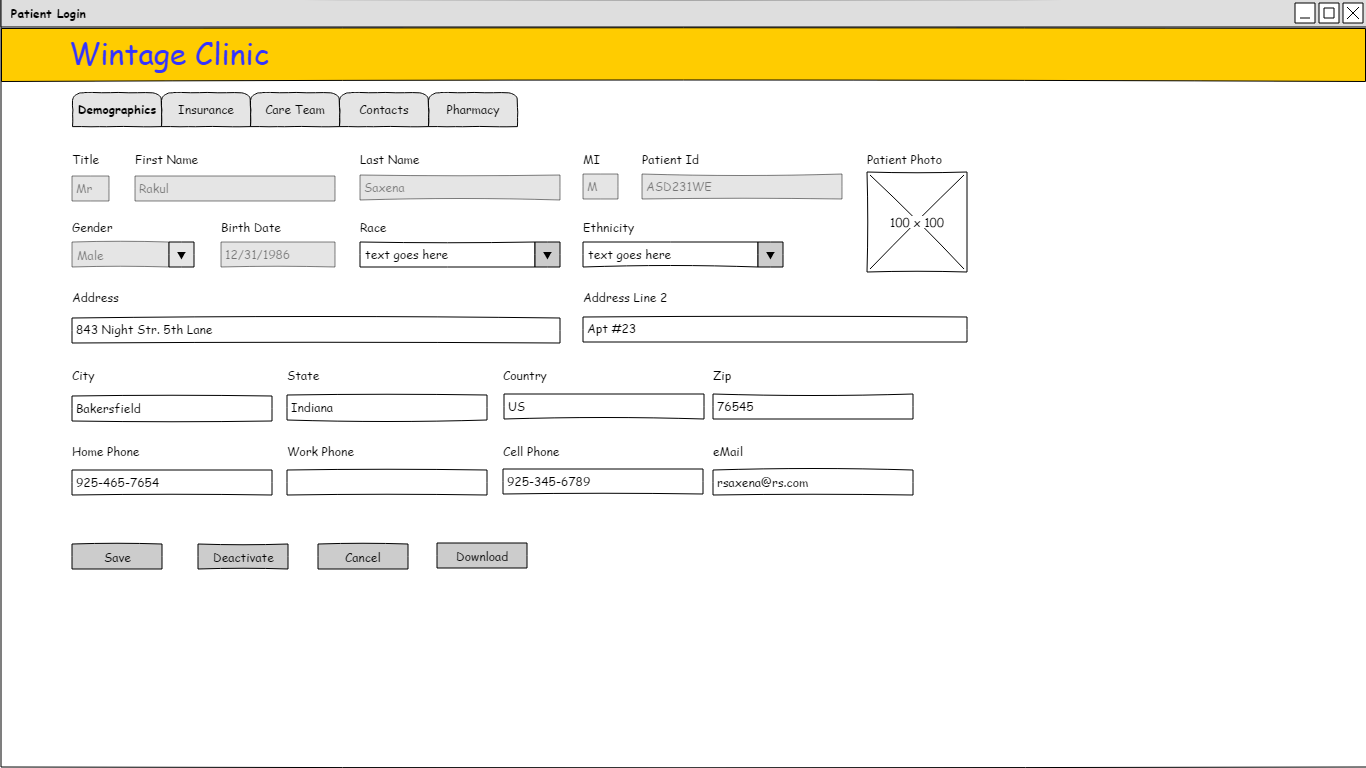 Patient Login
Wintage Clinic
Demographics Insurance Care Team Contacts Pharmacy
Title First Name Last Name MI Patient Id Patient Photo
Mr Rakul Saxena M ASD231WE
100 x 100
Gender Birth Date Race Ethnicity
Male 12/31/1986 text goes here text goes here
Address Address Line 2
843 Night Str. 5th Lane Apt #23
City State Country Zip
Bakersfield Indiana US 76545
Home Phone Work Phone Cell Phone eMail
925-465-7654 925-345-6789 rsaxena@rs.com
Save Deactivate Cancel Download